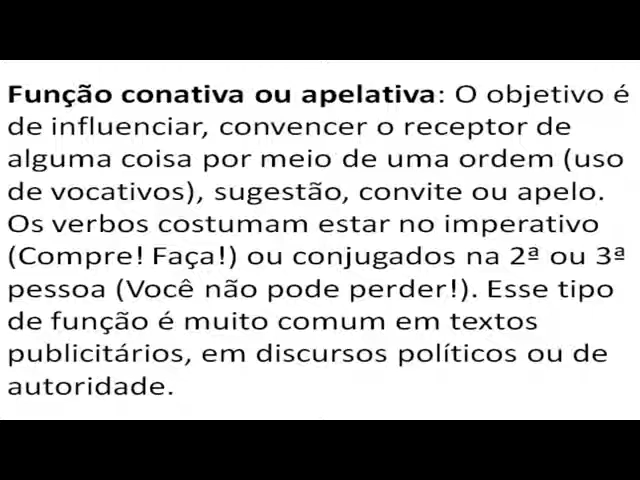 Função conativa ou apelativa: O objetivo é
de influenciar, convencer o receptor de
alguma coisa por meio de uma ordem (uso
de vocativos), sugestão, convite ou apelo.
Os verbos costumam estar no imperativo
(Compre! Faça!) ou conjugados na 2ª ou 3ª
pessoa (Você não pode perder!). Esse tipo
de função é muito comum em textos
publicitários, em discursos políticos ou de
autoridade.